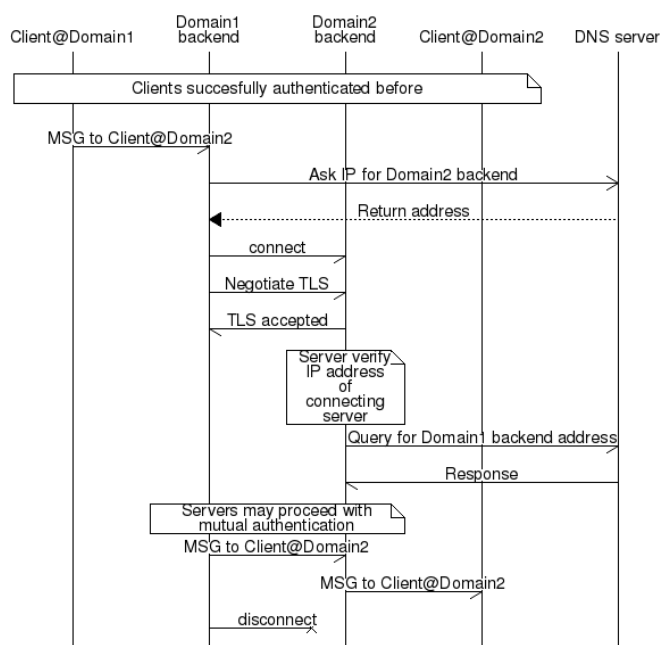 Client@Domain1
Domain1
backend
Domain2
backend
Client@Domain2
DNS server
Clients succesfully authenticated before
MSG to Client@Domain2
Ask IP for Domain2 backend
Return address
connect
Negotiate TLS
TLS accepted
Server verify
IP address
of
connecting
server
Query for Domain1 backend address
Response
Servers may proceed with
mutual authentication
MSG to Client@Domain2
MSG to Client@Domain2
disconnect